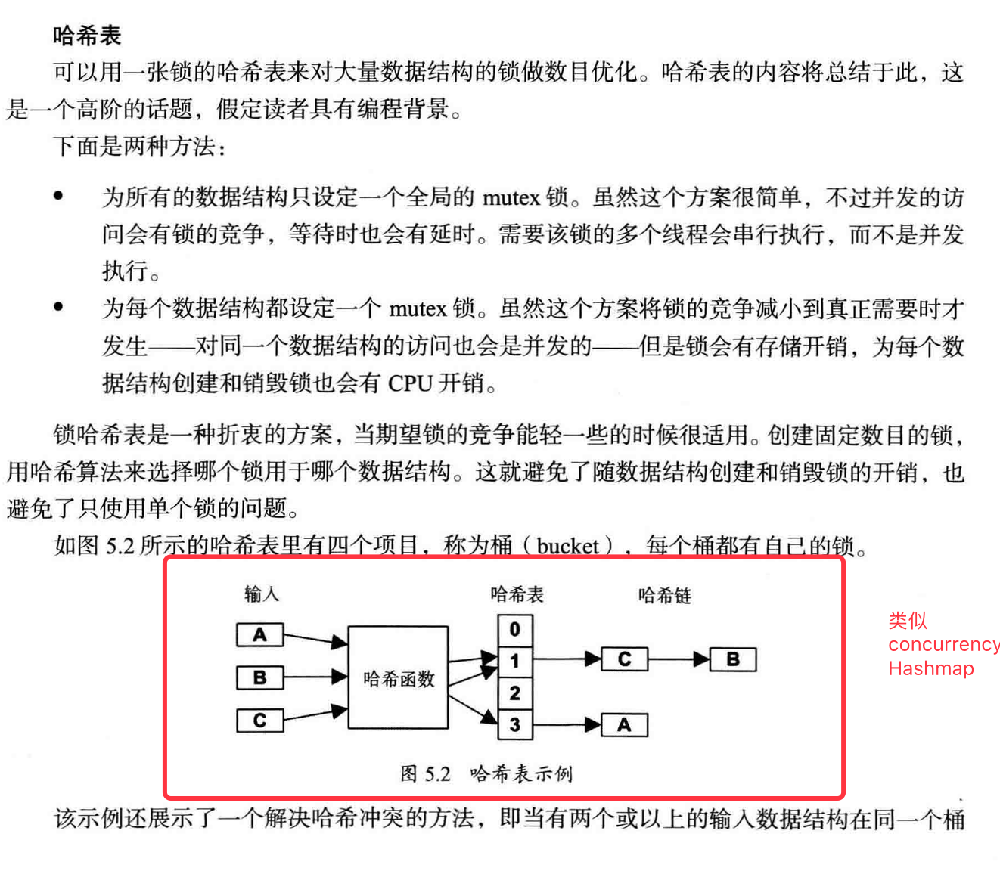 哈希表
可以用一张锁的哈希表来对大量数据结构的锁做数目优化。哈希表的内容将总结于此，这
是一个高阶的话题，假定读者具有编程背景。
下面是两种方法：
• 为所有的数据结构只设定一个全局的 mutex 锁。虽然这个方案很简单，不过并发的访
问会有锁的竞争，等待时也会有延时。需要该锁的多个线程会串行执行，而不是并发
执行。
• 为每个数据结构都设定一个 mutex 锁。虽然这个方案将锁的竞争减小到真正需要时才
发生——对同一个数据结构的访问也会是并发的——但是锁会有存储开销，为每个数
据结构创建和销毁锁也会有 CPU 开销。
锁哈希表是一种折衷的方案，当期望锁的竞争能轻一些的时候很适用。创建固定数目的锁，
用哈希算法来选择哪个锁用于哪个数据结构。这就避免了随数据结构创建和销毁锁的开销，也
避免了只使用单个锁的问题。
如图 5.2 所示的哈希表里有四个项目，称为桶（bucket），每个桶都有自己的锁。
输入 哈希表 哈希链
A
B
C
哈希函数
0
1
2
3
C B
A
图 5.2 哈希表示例
类似
concurrency
Hashmap
该示例还展示了一个解决哈希冲突的方法，即当有两个或以上的输入数据结构在同一个桶